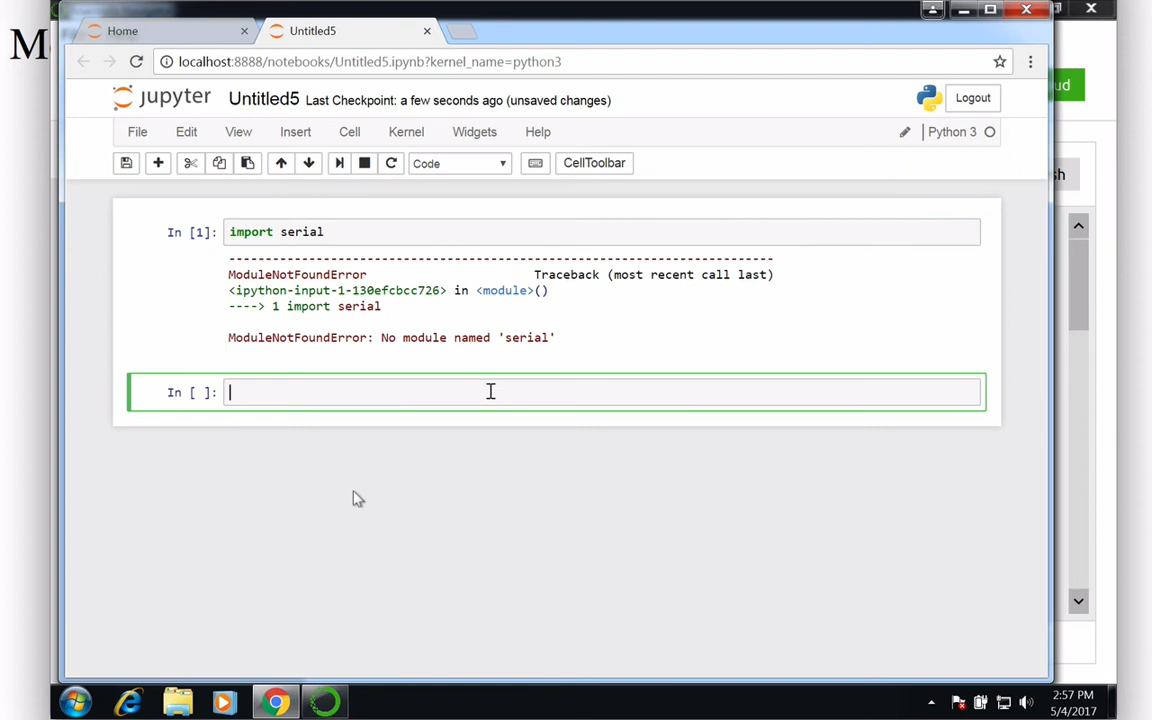 M
Home
Untitled5
localhost:8888/notebooks/Untitled5.ipynb?kernel_name=python3
ud
jupyter Untitled5 Last Checkpoint: a few seconds ago (unsaved changes)
Logout
File Edit View Insert Cell Kernel Widgets Help
Python 3
Code
CellToolbar
sh
In [1]: import serial
---------------------------------------------------------------------------
ModuleNotFoundError Traceback (most recent call last)
<ipython-input-1-130efcbcc726> in <module>()
----> 1 import serial
ModuleNotFoundError: No module named 'serial'
In [ ]:
2:57 PM
5/4/2017